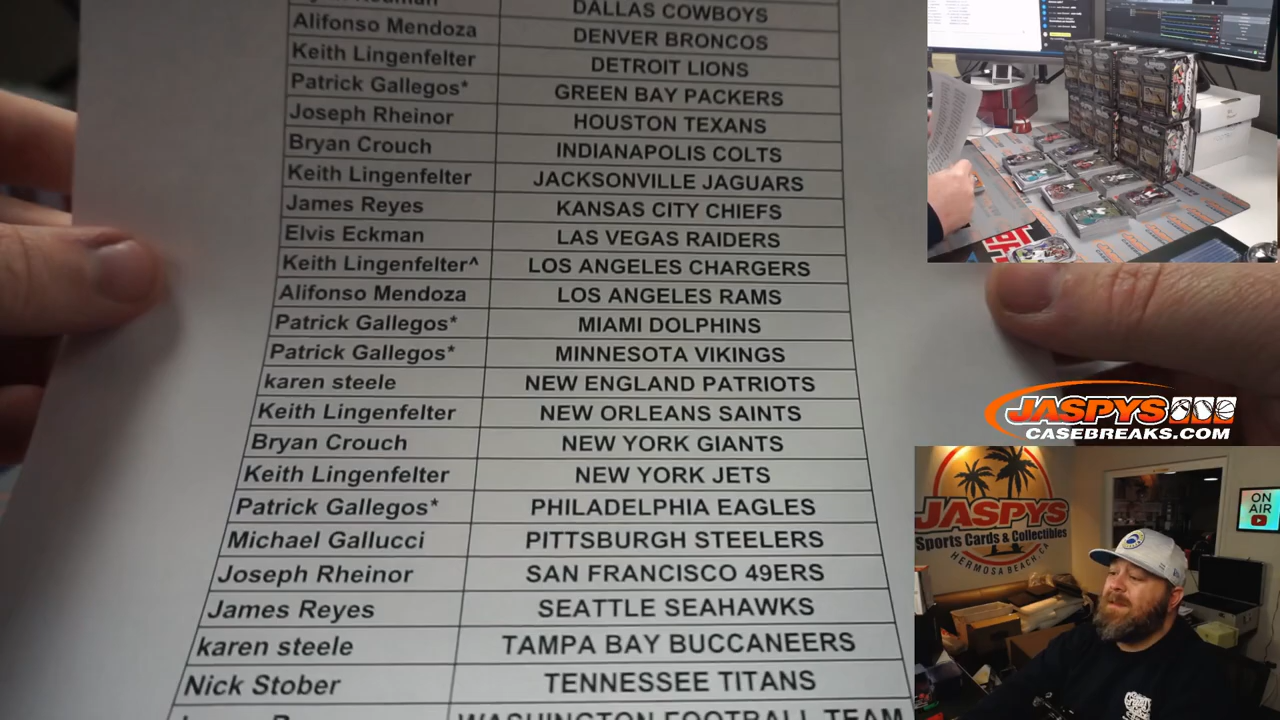 DALLAS COWBOYS
Alifonso Mendoza DENVER BRONCOS
Keith Lingenfelter DETROIT LIONS
Patrick Gallegos* GREEN BAY PACKERS
Joseph Rheinor HOUSTON TEXANS
Bryan Crouch INDIANAPOLIS COLTS
Keith Lingenfelter JACKSONVILLE JAGUARS
James Reyes KANSAS CITY CHIEFS
Elvis Eckman LAS VEGAS RAIDERS
Keith Lingenfelter^ LOS ANGELES CHARGERS
Alifonso Mendoza LOS ANGELES RAMS
Patrick Gallegos* MIAMI DOLPHINS
Patrick Gallegos* MINNESOTA VIKINGS
karen steele NEW ENGLAND PATRIOTS
Keith Lingenfelter NEW ORLEANS SAINTS
Bryan Crouch NEW YORK GIANTS
Keith Lingenfelter NEW YORK JETS
Patrick Gallegos* PHILADELPHIA EAGLES
Michael Gallucci PITTSBURGH STEELERS
Joseph Rheinor SAN FRANCISCO 49ERS
James Reyes SEATTLE SEAHAWKS
karen steele TAMPA BAY BUCCANEERS
Nick Stober TENNESSEE TITANS
WASHINGTON FOOTBALL TEAM
JASPYS
CASEBREAKS.COM
JASPYS
Sports Cards & Collectibles
HERMOSA BEACH, CA
ON
AIR